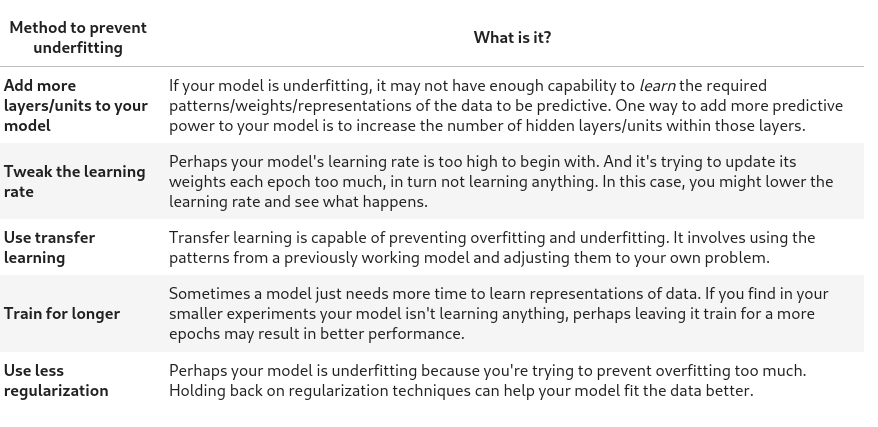 Method to prevent
underfitting
What is it?
Add more
layers/units to your
model
If your model is underfitting, it may not have enough capability to learn the required
patterns/weights/representations of the data to be predictive. One way to add more predictive
power to your model is to increase the number of hidden layers/units within those layers.
Tweak the learning
rate
Perhaps your model's learning rate is too high to begin with. And it's trying to update its
weights each epoch too much, in turn not learning anything. In this case, you might lower the
learning rate and see what happens.
Use transfer
learning
Transfer learning is capable of preventing overfitting and underfitting. It involves using the
patterns from a previously working model and adjusting them to your own problem.
Train for longer
Sometimes a model just needs more time to learn representations of data. If you find in your
smaller experiments your model isn't learning anything, perhaps leaving it train for a more
epochs may result in better performance.
Use less
regularization
Perhaps your model is underfitting because you're trying to prevent overfitting too much.
Holding back on regularization techniques can help your model fit the data better.